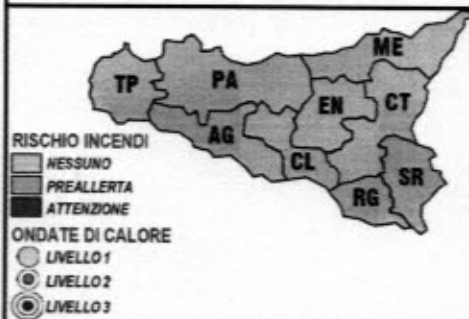 ME
TP
PA
EN
CT
AG
CL
SR
RG
RISCHIO INCENDI
NESSUNO
PREALLERTA
ATTENZIONE
ONDATE DI CALORE
LIVELLO 1
LIVELLO 2
LIVELLO 3